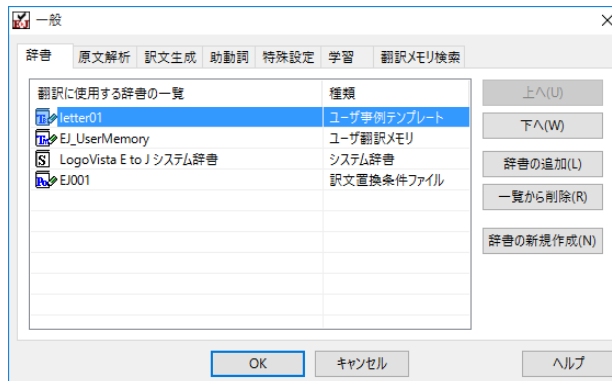 一般
辞書 原文解析 訳文生成 助動詞 特殊設定 学習 翻訳メモリ検索
翻訳に使用する辞書の一覧 種類
letter01 ユーザ事例テンプレート
EJ_UserMemory ユーザ翻訳メモリ
S LogoVista E to J システム辞書 システム辞書
EJ001 訳文置換条件ファイル
上へ(U)
下へ(W)
辞書の追加(L)
一覧から削除(R)
辞書の新規作成(N)
OK キャンセル ヘルプ